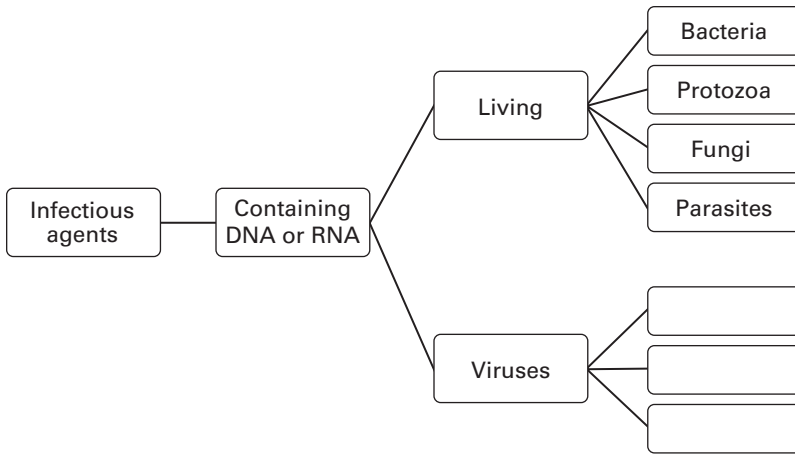 Infectious
agents
Containing
DNA or RNA
Living
Bacteria
Protozoa
Fungi
Parasites
Viruses